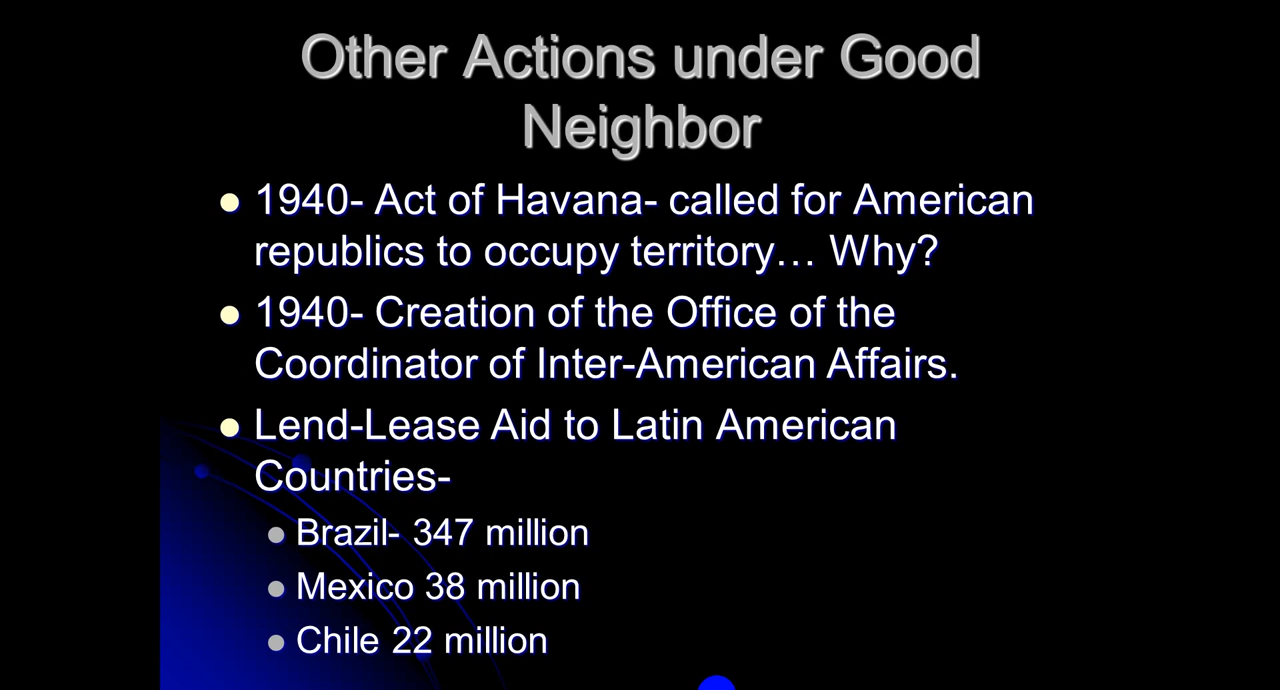 Other Actions under Good
Neighbor
1940- Act of Havana- called for American
republics to occupy territory… Why?
1940- Creation of the Office of the
Coordinator of Inter-American Affairs.
Lend-Lease Aid to Latin American
Countries-
Brazil- 347 million
Mexico 38 million
Chile 22 million